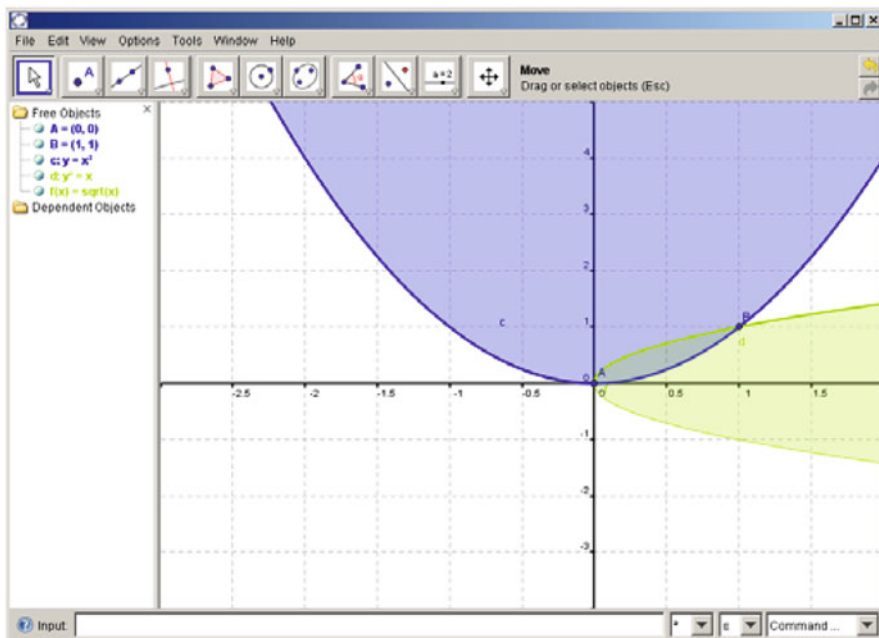 File Edit View Options Tools Window Help
A
a=2
Move
Drag or select objects (Esc)
Free Objects
A = (0, 0)
B = (1, 1)
c: y = x²
d: y² = x
f(x) = sqrt(x)
Dependent Objects
4
3
2
c
1
B
d
A
0
-2.5 -2 -1.5 -1 -0.5 0 0.5 1 1.5
-1
-2
-3
Input: Command ...